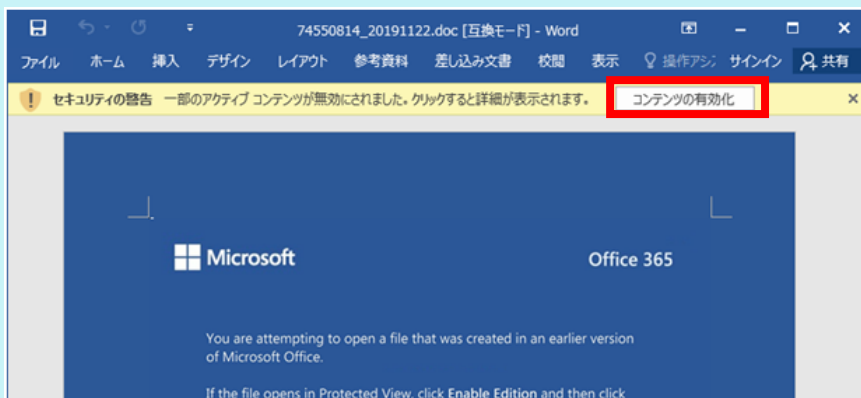 74550814_20191122.doc [互換モード] - Word
ファイル ホーム 挿入 デザイン レイアウト 参考資料 差し込み文書 校閲 表示 操作アシ サインイン 共有
セキュリティの警告 一部のアクティブ コンテンツが無効にされました。クリックすると詳細が表示されます。 コンテンツの有効化
Microsoft Office 365
You are attempting to open a file that was created in an earlier version
of Microsoft Office.
If the file opens in Protected View, click Enable Edition and then click